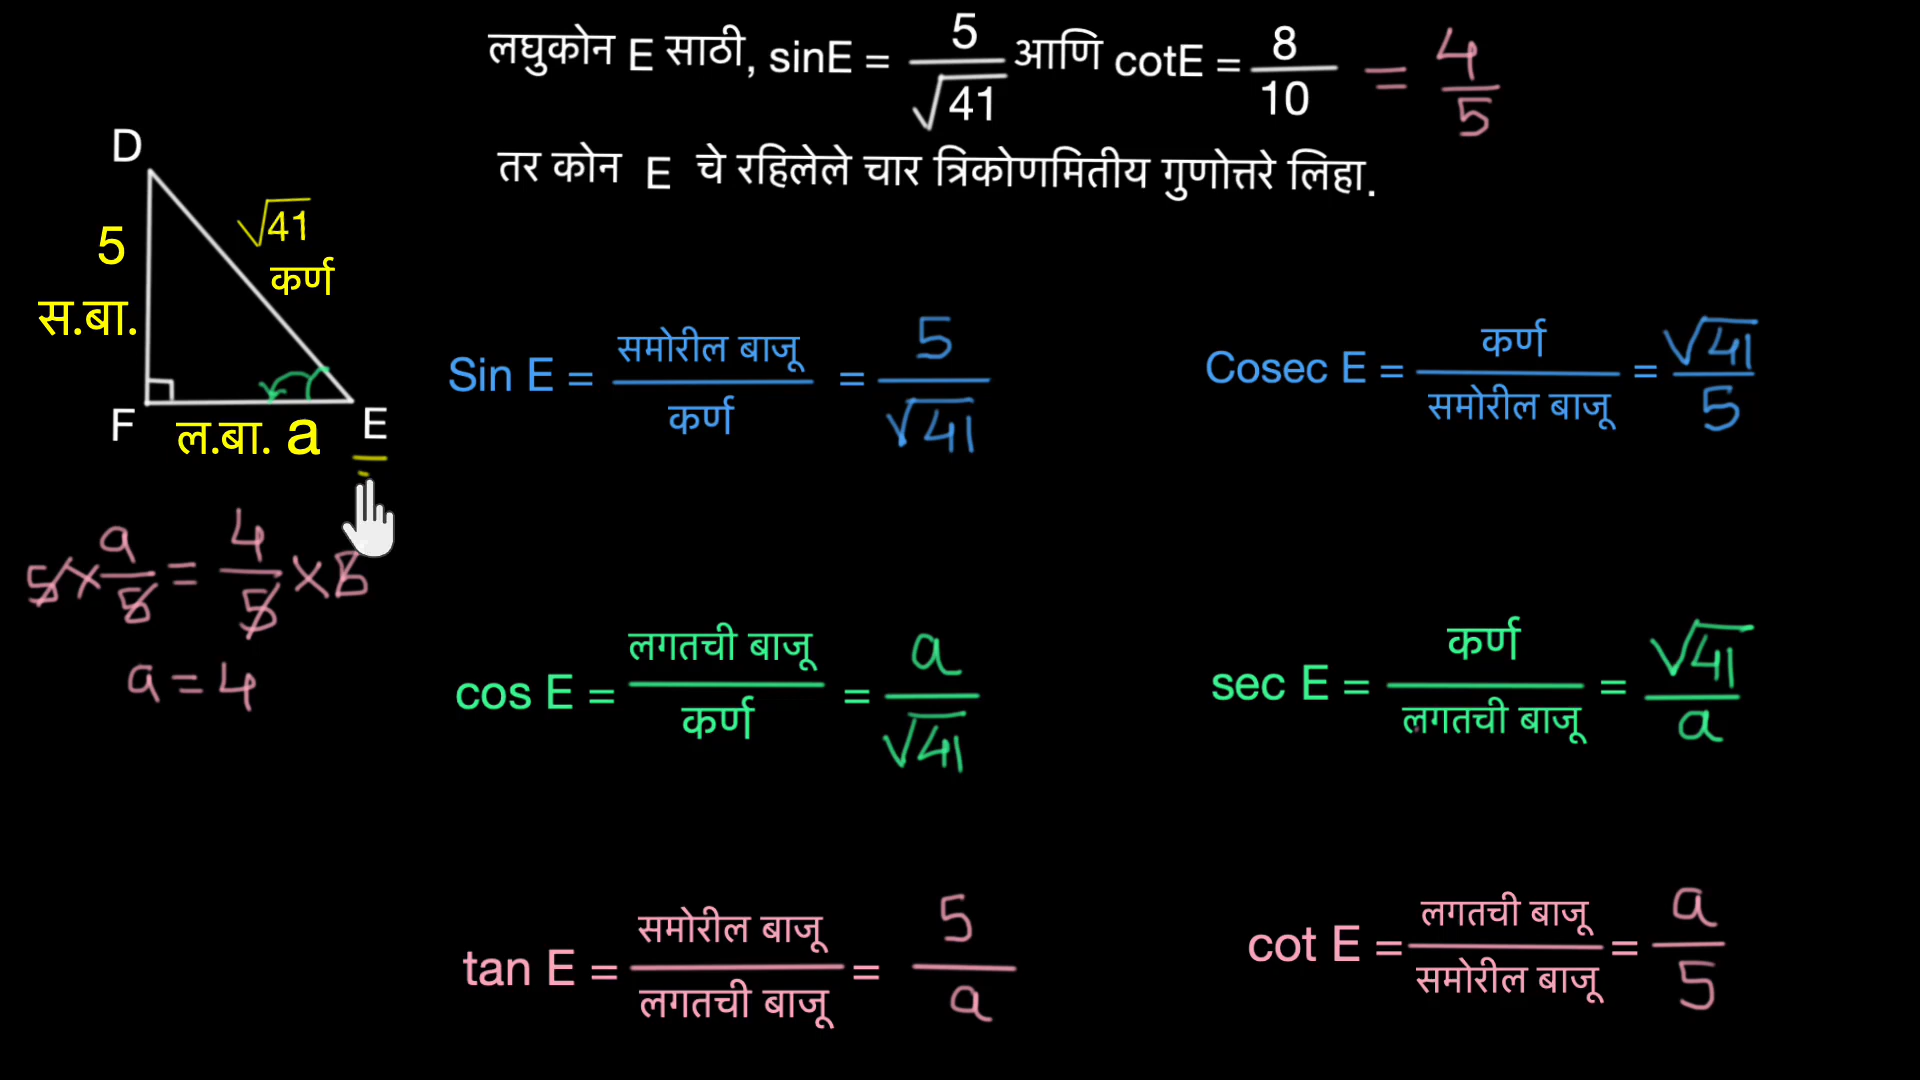 लघुकोन E साठी, sinE = 5/√41 आणि cotE = 8/10 = 4/5
तर कोन E चे रहिलेले चार त्रिकोणमितीय गुणोत्तरे लिहा.
D
√41
5
कर्ण
स.बा.
F
ल.बा. a
E
5 × a/5 = 4/5 × 5
a = 4
Sin E = समोरील बाजू/कर्ण = 5/√41
Cosec E = कर्ण/समोरील बाजू = √41/5
cos E = लगतची बाजू/कर्ण = a/√41
sec E = कर्ण/लगतची बाजू = √41/a
tan E = समोरील बाजू/लगतची बाजू = 5/a
cot E = लगतची बाजू/समोरील बाजू = a/5